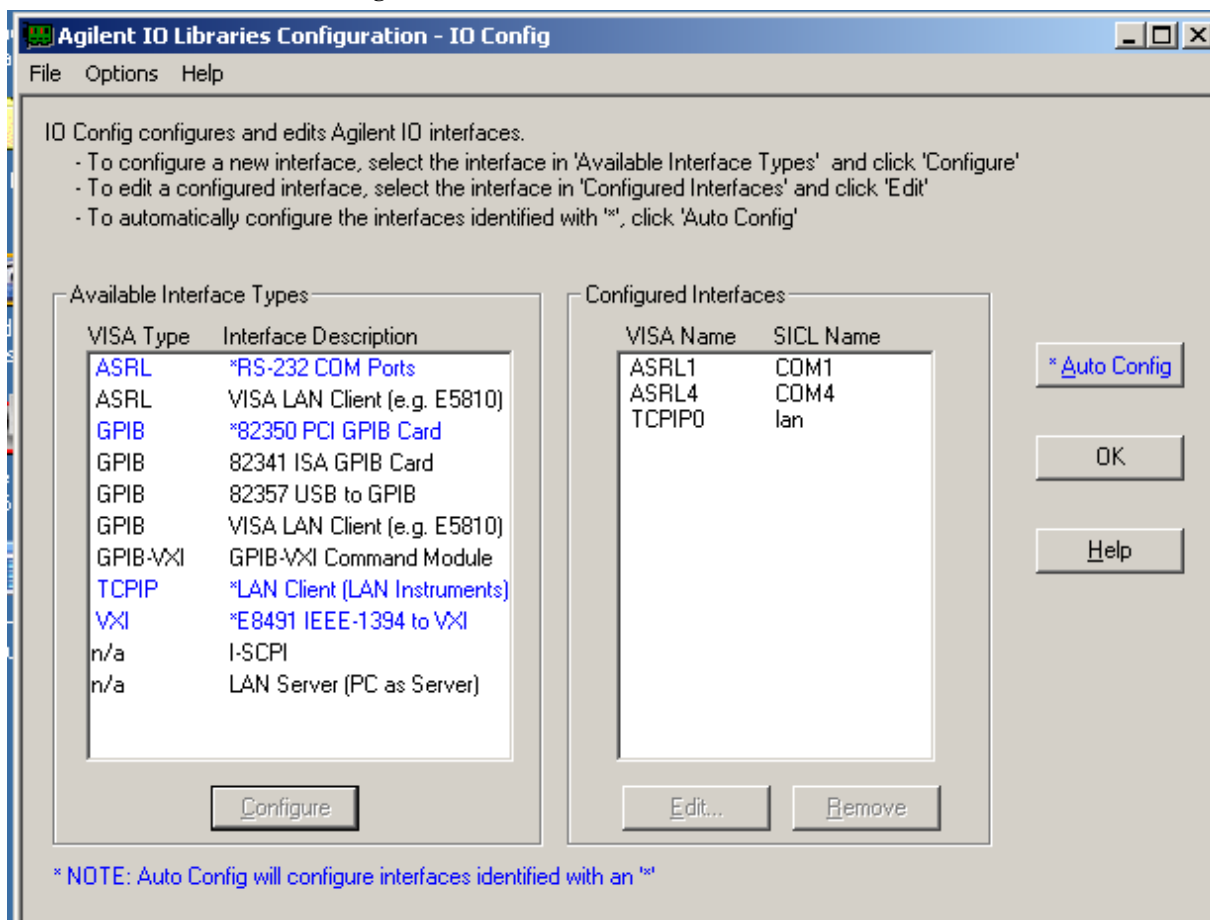 Agilent IO Libraries Configuration - IO Config
File Options Help
IO Config configures and edits Agilent IO interfaces.
- To configure a new interface, select the interface in 'Available Interface Types' and click 'Configure'
- To edit a configured interface, select the interface in 'Configured Interfaces' and click 'Edit'
- To automatically configure the interfaces identified with '*', click 'Auto Config'
Available Interface Types
VISA Type Interface Description
ASRL *RS-232 COM Ports
ASRL VISA LAN Client (e.g. E5810)
GPIB *82350 PCI GPIB Card
GPIB 82341 ISA GPIB Card
GPIB 82357 USB to GPIB
GPIB VISA LAN Client (e.g. E5810)
GPIB-VXI GPIB-VXI Command Module
TCPIP *LAN Client (LAN Instruments)
VXI *E8491 IEEE-1394 to VXI
n/a I-SCPI
n/a LAN Server (PC as Server)
Configure
Configured Interfaces
VISA Name SICL Name
ASRL1 COM1
ASRL4 COM4
TCPIP0 lan
Edit... Remove
* Auto Config
OK
Help
* NOTE: Auto Config will configure interfaces identified with an '*'